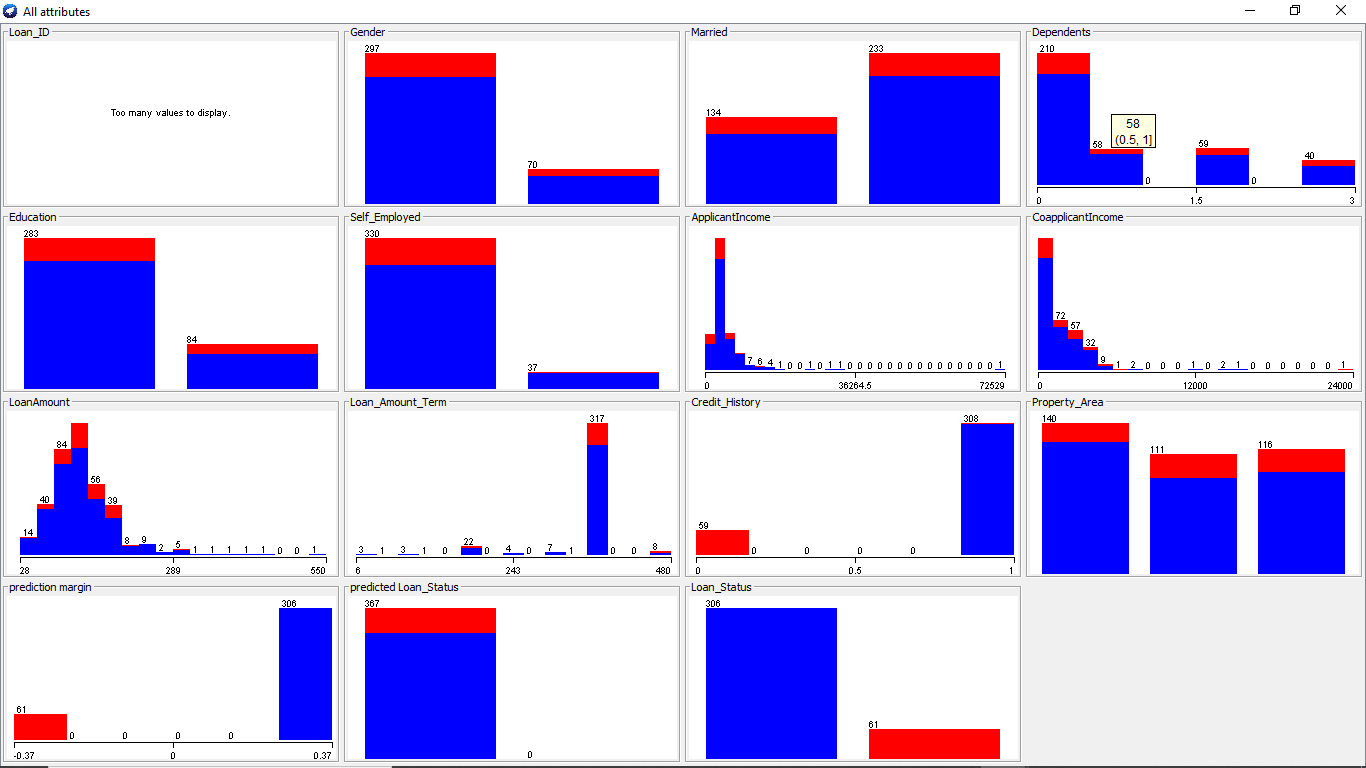 All attributes
Loan_ID
Too many values to display.
Gender
297
70
Married
134
233
Dependents
210
58
0
59
0
40
58
(0.5, 1]
0
1.5
3
Education
283
84
Self_Employed
330
37
ApplicantIncome
7 6 4 1 0 0 1 0 1 1 0 0 0 0 0 0 0 0 0 0 0 0 0 0 1
0
36264.5
72529
CoapplicantIncome
72
57
32
9
1 2 0 0 0 1 0 2 1 0 0 0 0 0 0 1
0
12000
24000
LoanAmount
14
40
84
56
39
8 9 2 5 1 1 1 1 1 0 0 1
28
289
550
Loan_Amount_Term
3 1 3 1 0 22 0 4 0 7 1 317 0 0 8
6
243
480
Credit_History
59
0 0 0 0
308
0
0.5
1
Property_Area
140
111
116
prediction margin
61
0 0 0 0
306
-0.37
0
0.37
predicted Loan_Status
367
0
Loan_Status
306
61